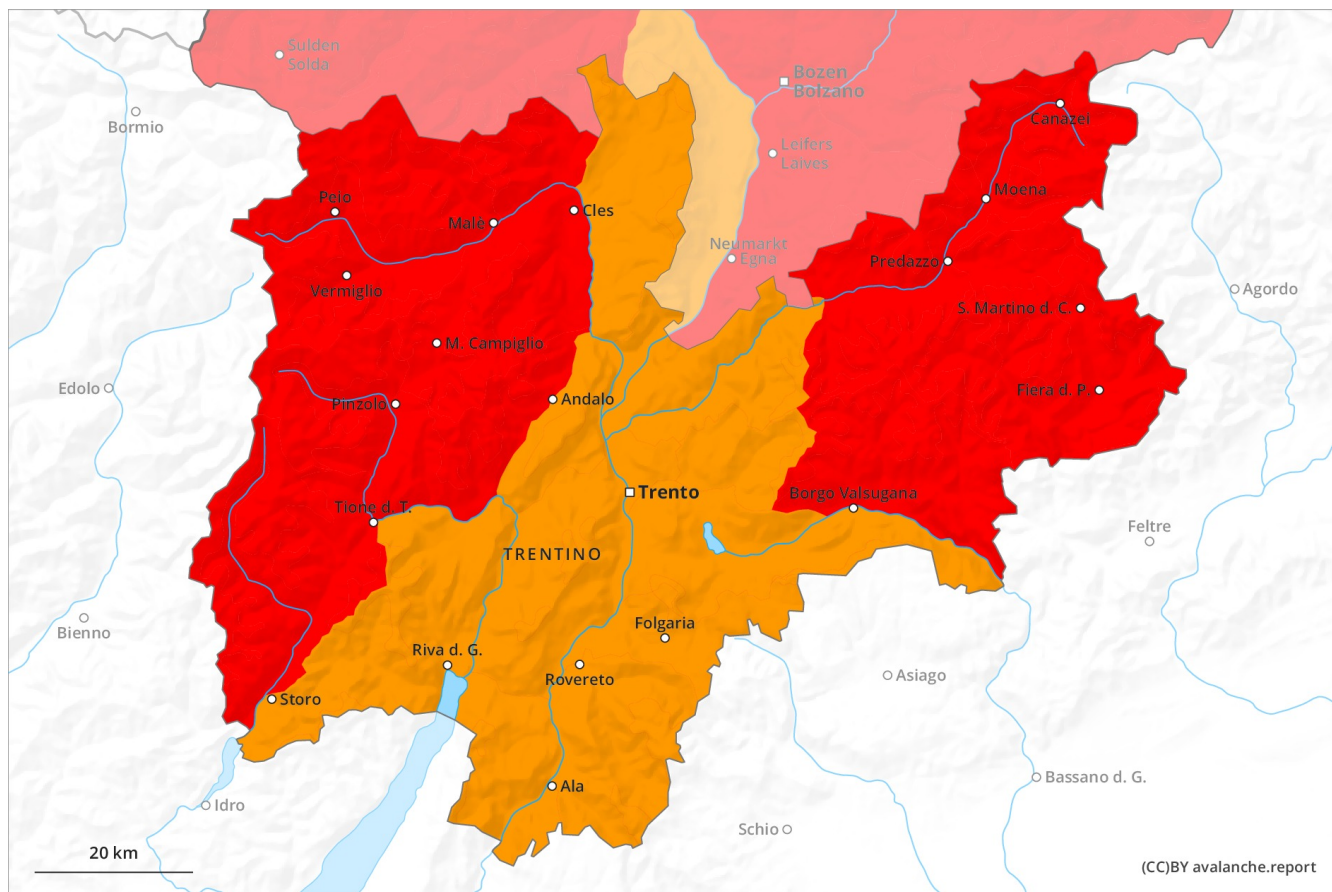 Sulden
Solda
Bozen
Bolzano
Bormio
Canazei
Leifers
Laives
Pejo
Moena
Malè
Cles
Neumarkt
Egna
Predazzo
Vermiglio
Agordo
S. Martino d. C.
M. Campiglio
Edolo
Fiera d. P.
Andalo
Pinzolo
Trento
Borgo Valsugana
Tione d. T.
Feltre
TRENTINO
Bienno
Folgaria
Riva d. G.
Rovereto
Asiago
Storo
Bassano d. G.
Ala
Idro
Schio
20 km
(CC)BY avalanche.report